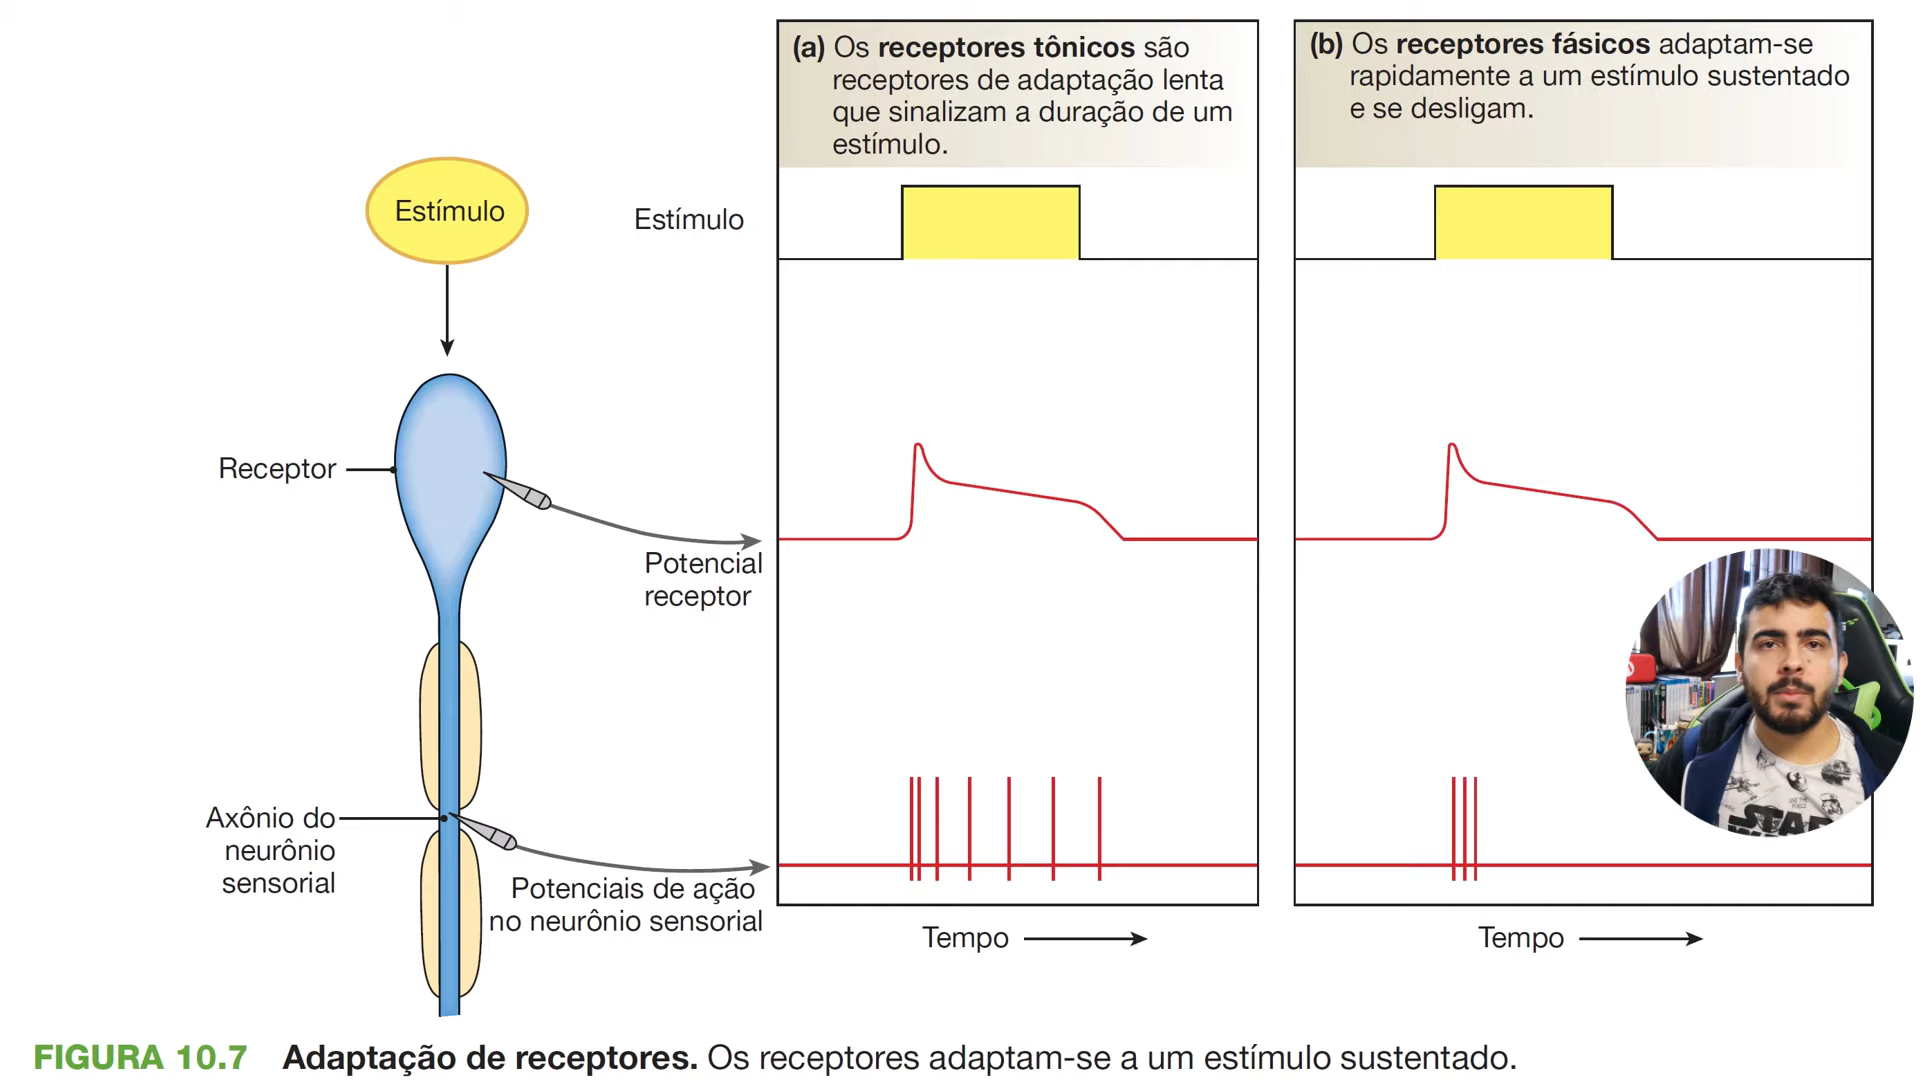 (a) Os receptores tônicos são
receptores de adaptação lenta
que sinalizam a duração de um
estímulo.
(b) Os receptores fásicos adaptam-se
rapidamente a um estímulo sustentado
e se desligam.
Estímulo
Estímulo
Receptor
Potencial
receptor
Axônio do
neurônio
sensorial
Potenciais de ação
no neurônio sensorial
Tempo
Tempo
STAR
FIGURA 10.7 Adaptação de receptores. Os receptores adaptam-se a um estímulo sustentado.